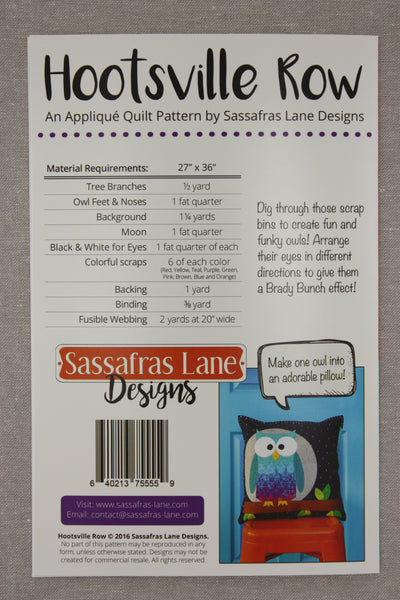 Hootsville Row
An Appliqué Quilt Pattern by Sassafras Lane Designs
Material Requirements: 27" x 36"
Tree Branches ½ yard
Owl Feet & Noses 1 fat quarter
Background 1¼ yards
Moon 1 fat quarter
Black & White for Eyes 1 fat quarter of each
Colorful scraps 6 of each color
(Red, Yellow, Teal, Purple, Green,
Pink, Brown, Blue and Orange)
Backing 1 yard
Binding ⅜ yard
Fusible Webbing 2 yards at 20" wide
Dig through those scrap
bins to create fun and
funky owls! Arrange
their eyes in different
directions to give them
a Brady Bunch effect!
Sassafras Lane
Designs
Make one owl into
an adorable pillow!
6 40213 75555 9
Visit: www.sassafras-lane.com
Email: contact@sassafras-lane.com
Hootsville Row © 2016 Sassafras Lane Designs.
No part of this pattern may be reproduced in any
form, unless otherwise stated. Designs may not be
created for commercial resale. All rights reserved.